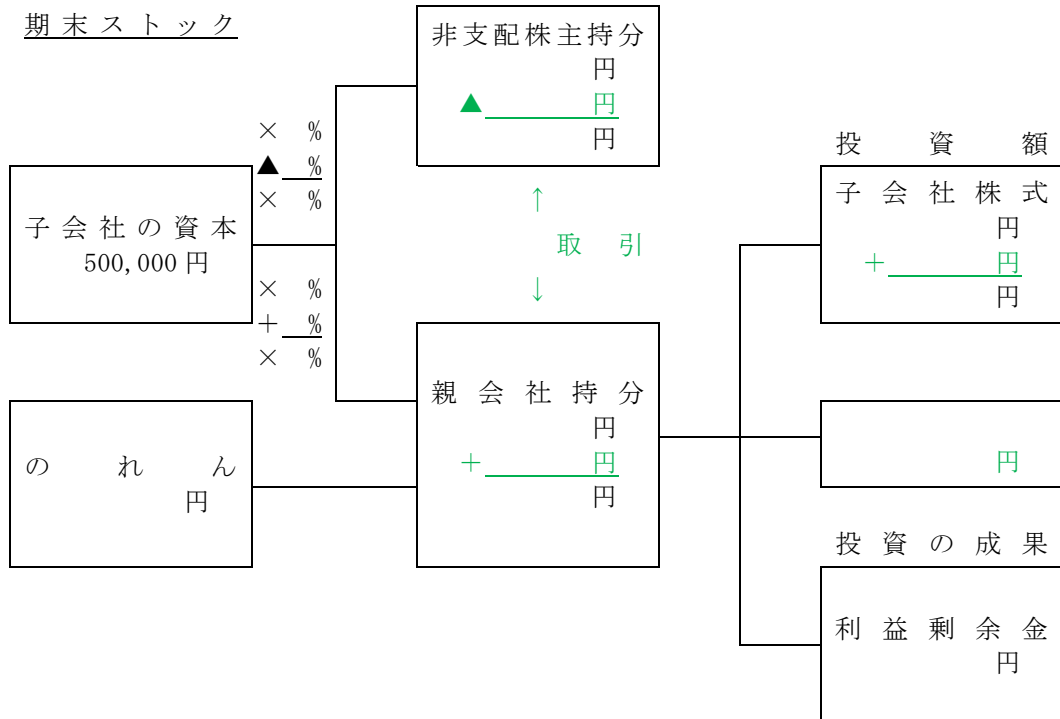 期末ストック
非支配株主持分
円
▲ 円
円
× %
▲ %
× %
子会社の資本
500,000円
× %
+ %
× %
↑
取引
↓
のれん
円
親会社持分
円
+ 円
円
投資額
子会社株式
円
+ 円
円
円
投資の成果
利益剰余金
円